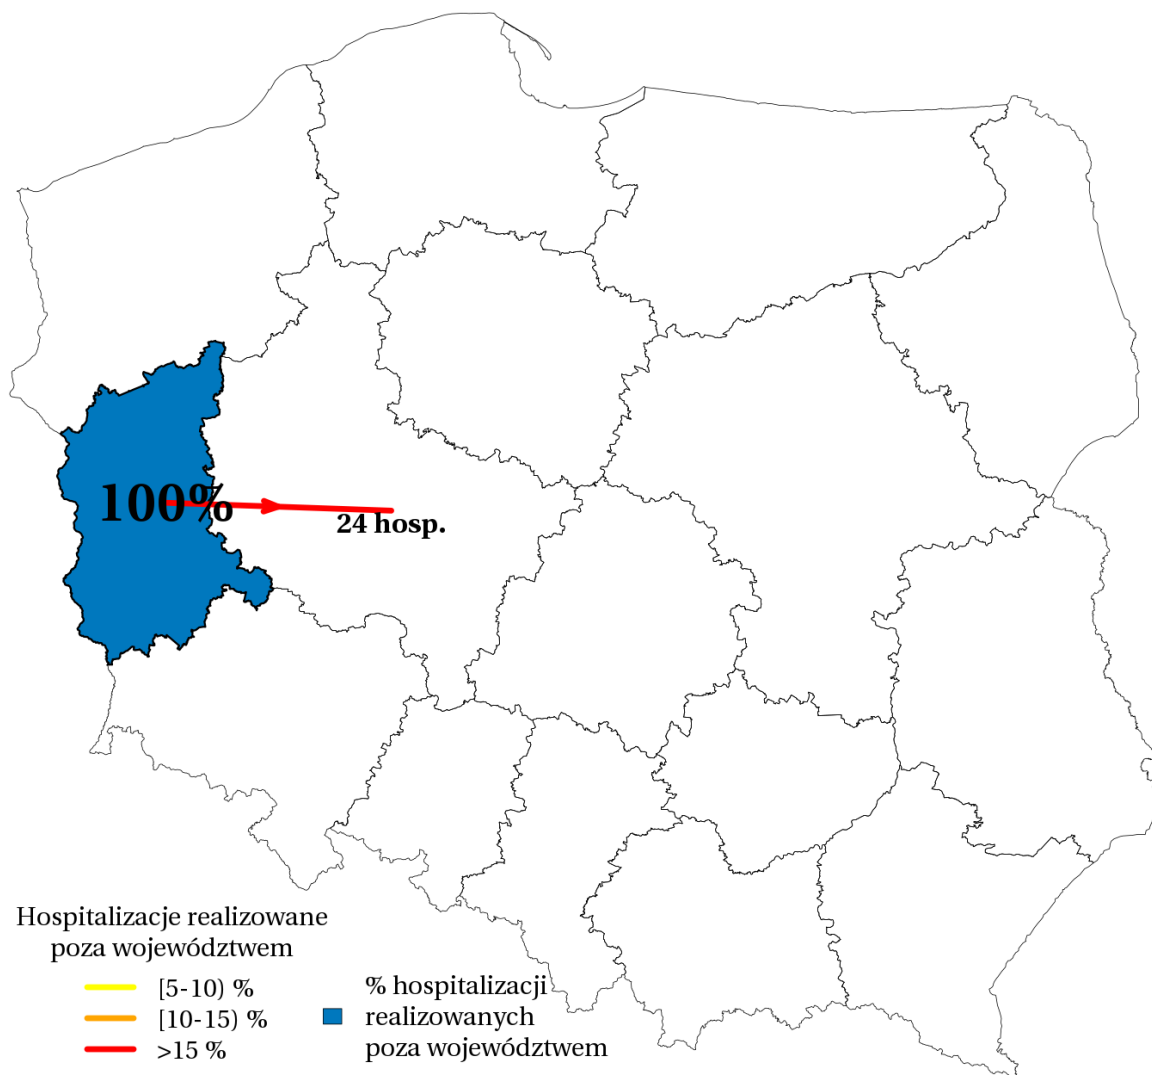 100%
24 hosp.
Hospitalizacje realizowane
poza województwem
[5-10) %
[10-15) %
>15 %
% hospitalizacji
realizowanych
poza województwem